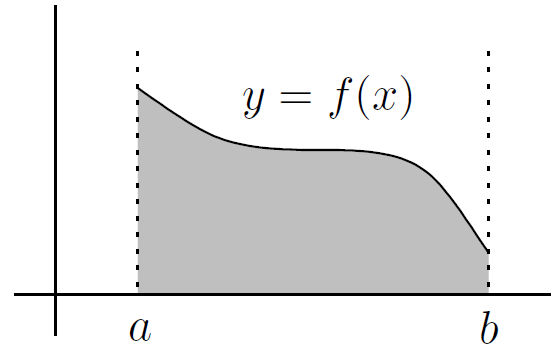 y = f(x)
a
b